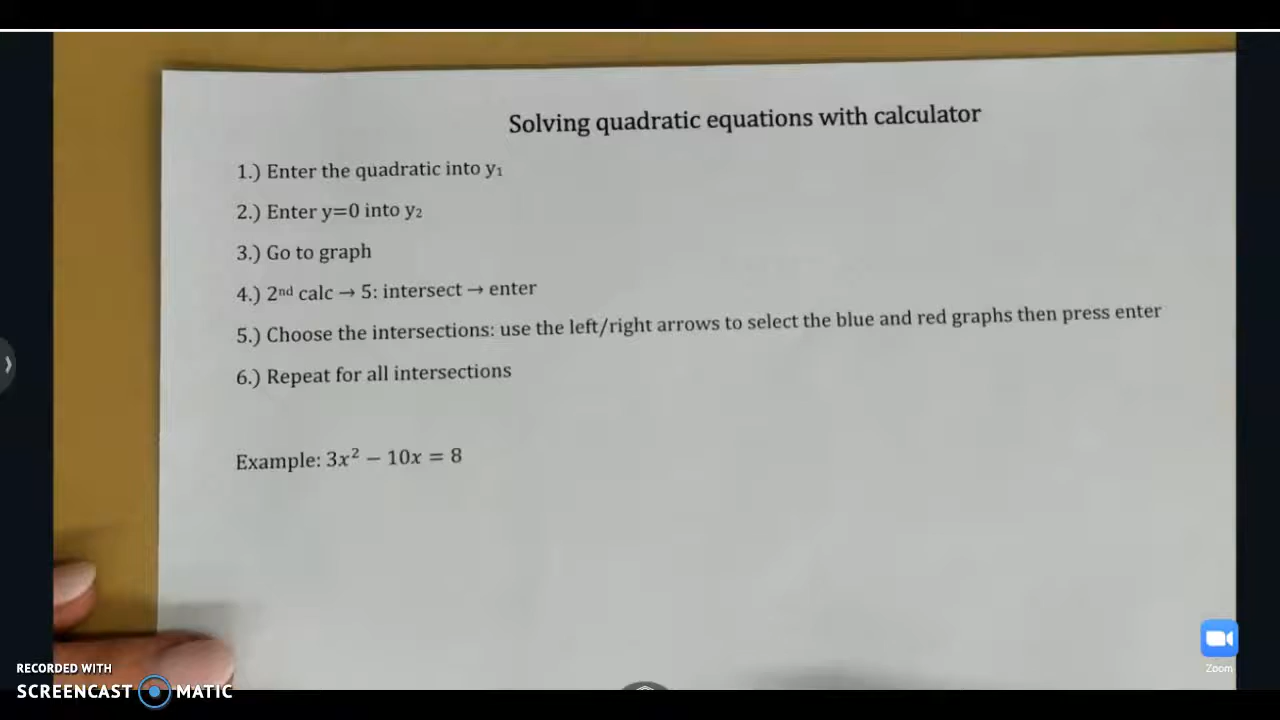 Solving quadratic equations with calculator
1.) Enter the quadratic into y₁
2.) Enter y=0 into y₂
3.) Go to graph
4.) 2ⁿᵈ calc → 5: intersect → enter
5.) Choose the intersections: use the left/right arrows to select the blue and red graphs then press enter
6.) Repeat for all intersections
Example: 3x² − 10x = 8
Zoom
RECORDED WITH
SCREENCAST MATIC